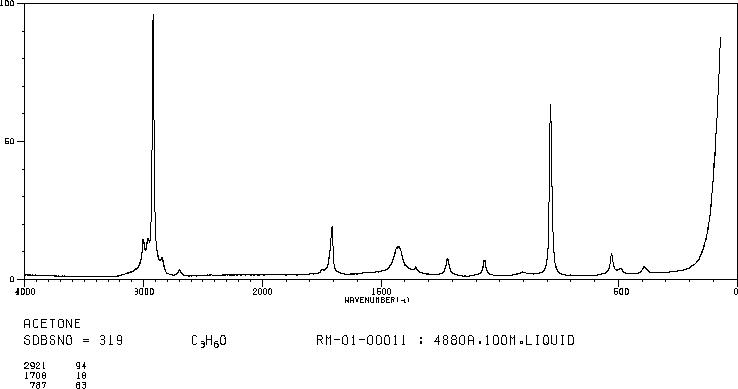 100
50
0
4000 3000 2000 1500 500 0
WAVENUMBER(-1)
ACETONE
SDBSNO = 319 C3H6O RM-01-00011 : 4880A,100M,LIQUID
2921 94
1708 18
787 63